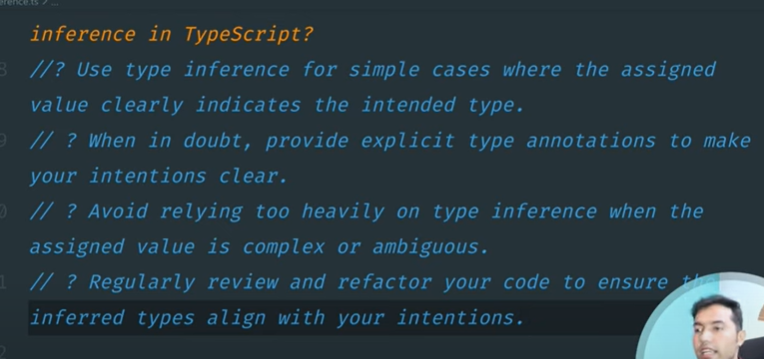 erence.ts > ...
inference in TypeScript?
//? Use type inference for simple cases where the assigned
value clearly indicates the intended type.
// ? When in doubt, provide explicit type annotations to make
your intentions clear.
// ? Avoid relying too heavily on type inference when the
assigned value is complex or ambiguous.
// ? Regularly review and refactor your code to ensure the
inferred types align with your intentions.